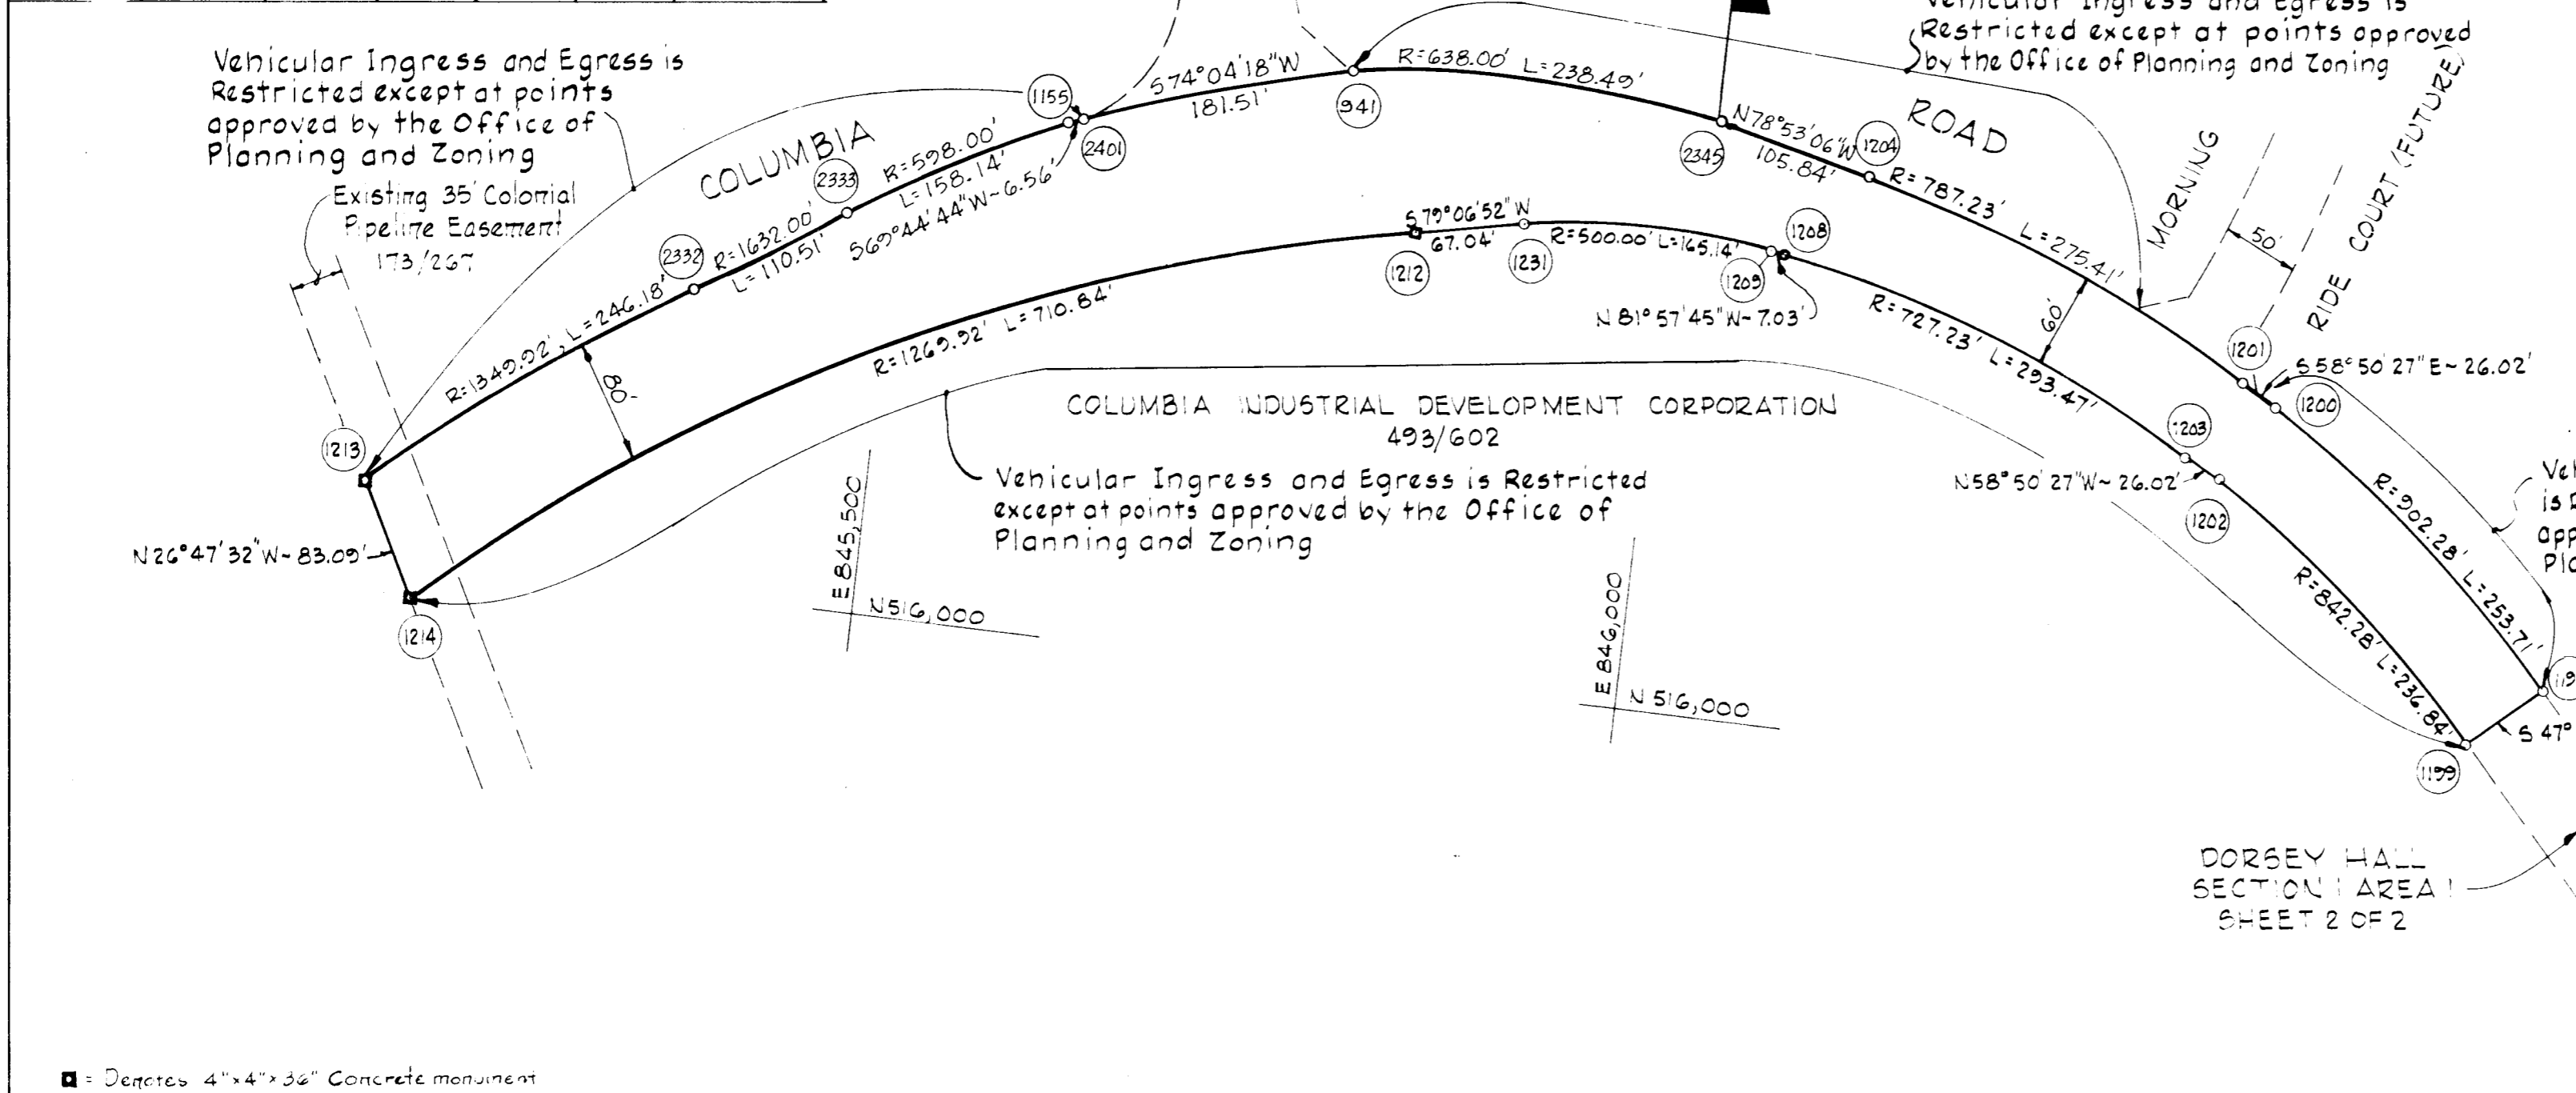 Vehicular Ingress and Egress is
Restricted except at points
approved by the Office of
Planning and Zoning
Existing 35' Colonial
Pipeline Easement
173/267
Vehicular Ingress and Egress is
Restricted except at points approved
by the Office of Planning and Zoning
COLUMBIA
ROAD
MORNING
RIDE COURT (FUTURE)
50'
1213
R=1349.92', L=246.18'
2332
R=1632.00'
L=110.51'
2333
R=598.00'
L=158.14'
S69°44'44"W~6.56'
1155
2401
S74°04'18"W
181.51'
941
R=638.00' L=238.49'
2345
N78°53'06"W
105.84'
1204
R=787.23' L=275.41'
60'
1201
S58°50'27"E~26.02'
1200
R=902.28' L=253.71'
S47°
1199
R=842.28' L=236.84'
1202
N58°50'27"W~26.02'
1203
R=727.23' L=293.47'
1208
1209
N81°57'45"W~7.03'
R=500.00' L=165.14'
1231
S79°06'52"W
67.04'
1212
R=1269.92' L=710.84'
80'
N26°47'32"W~83.09'
1214
COLUMBIA INDUSTRIAL DEVELOPMENT CORPORATION
493/602
Vehicular Ingress and Egress is Restricted
except at points approved by the Office of
Planning and Zoning
E 845,500
N516,000
E 846,000
N 516,000
DORSEY HALL
SECTION 1 AREA 1
SHEET 2 OF 2
= Denotes 4"x4"x36" Concrete monument